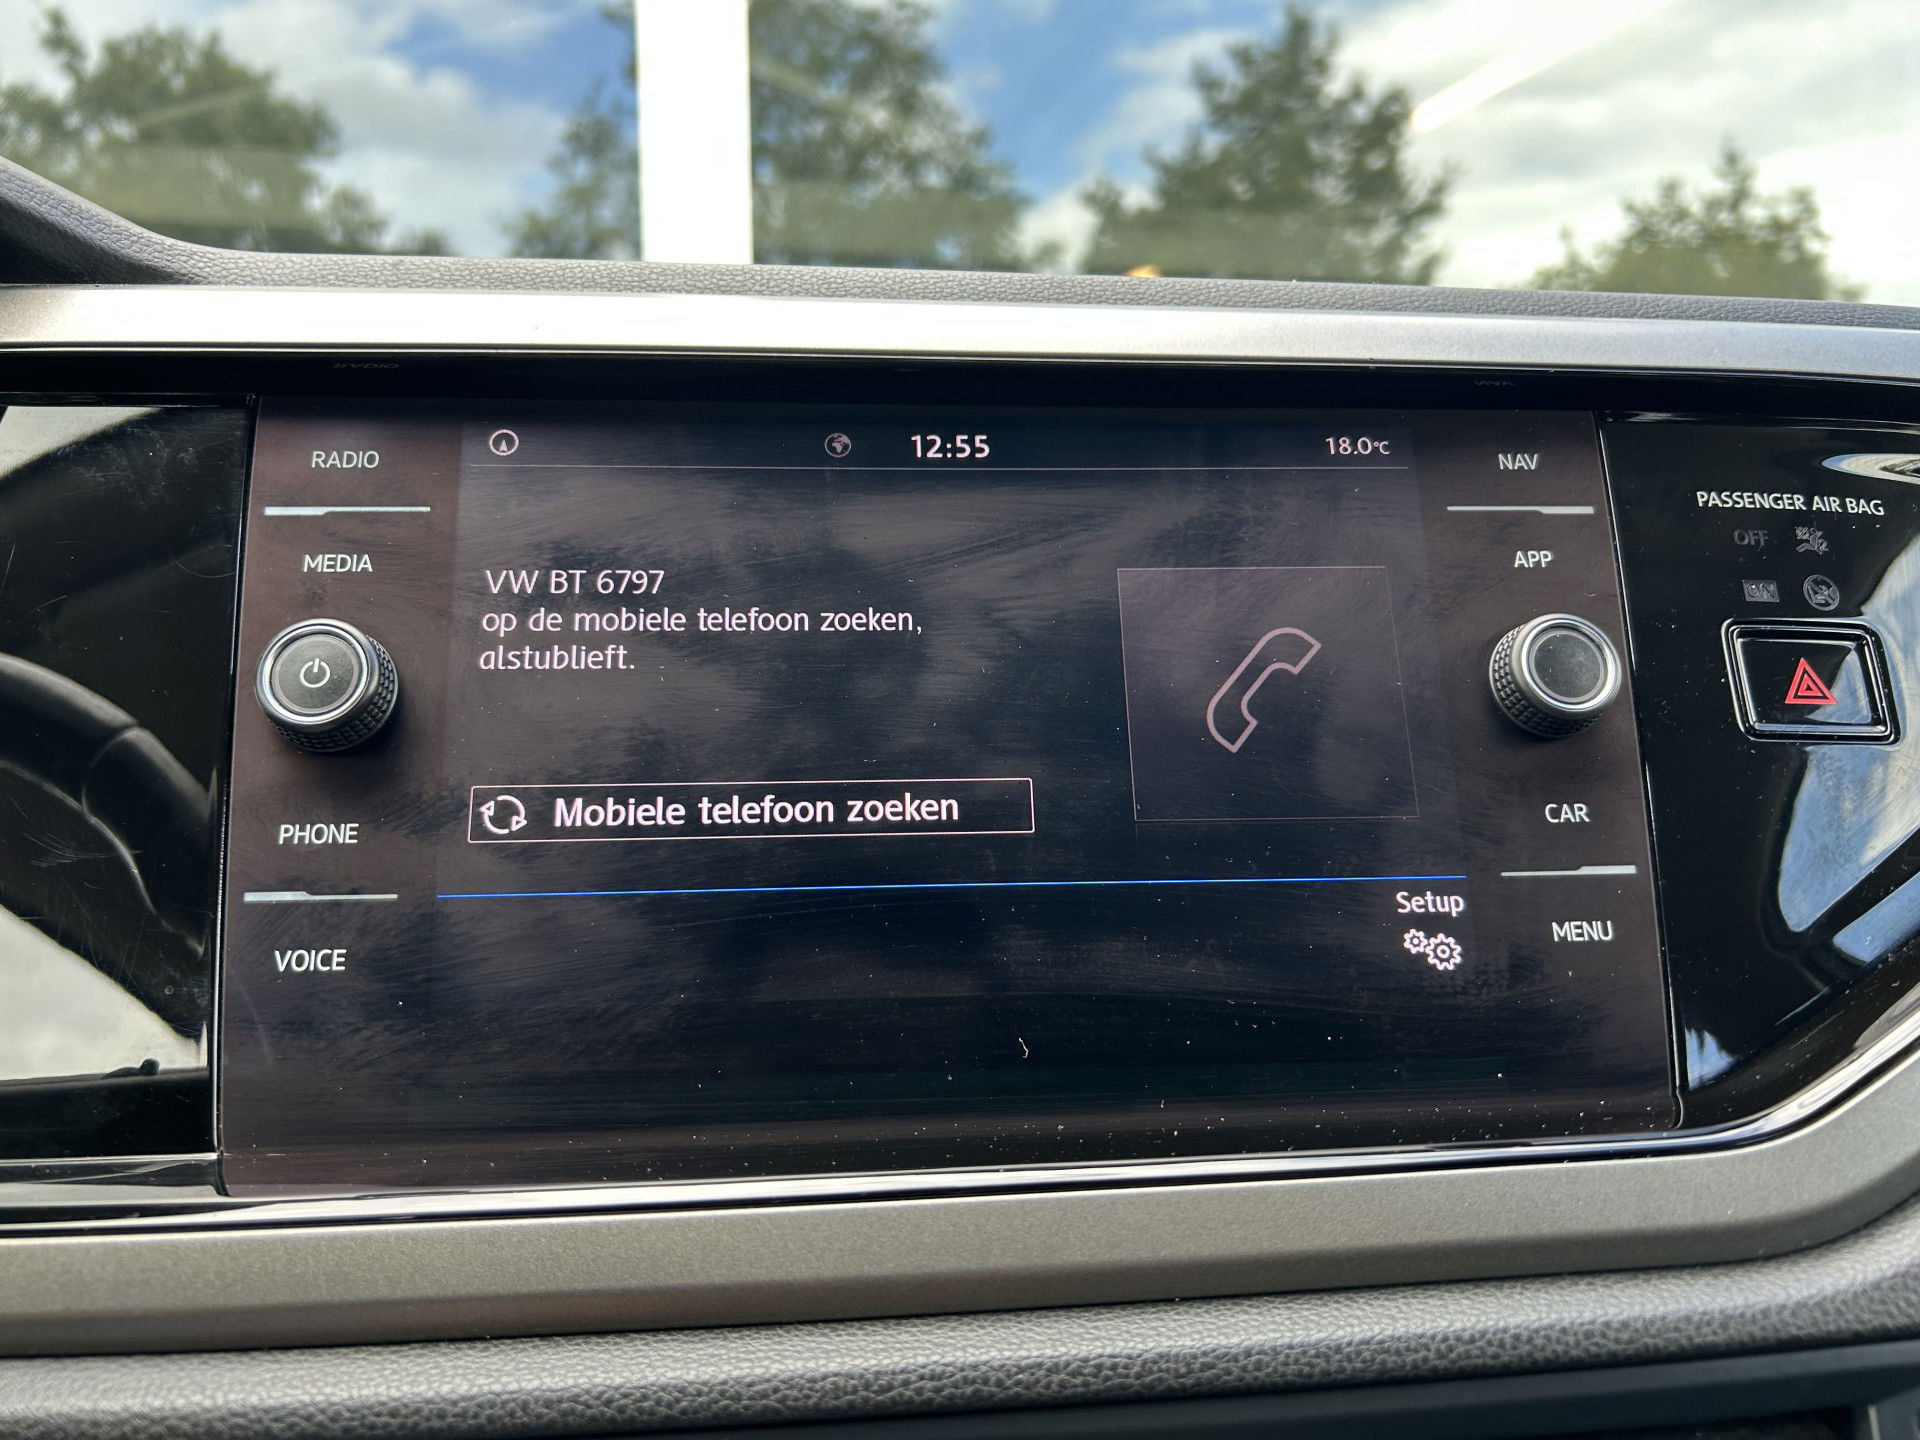 RADIO
MEDIA
PHONE
VOICE
12:55
18.0°C
VW BT 6797
op de mobiele telefoon zoeken,
alstublieft.
Mobiele telefoon zoeken
Setup
NAV
APP
CAR
MENU
PASSENGER AIR BAG
OFF
ON